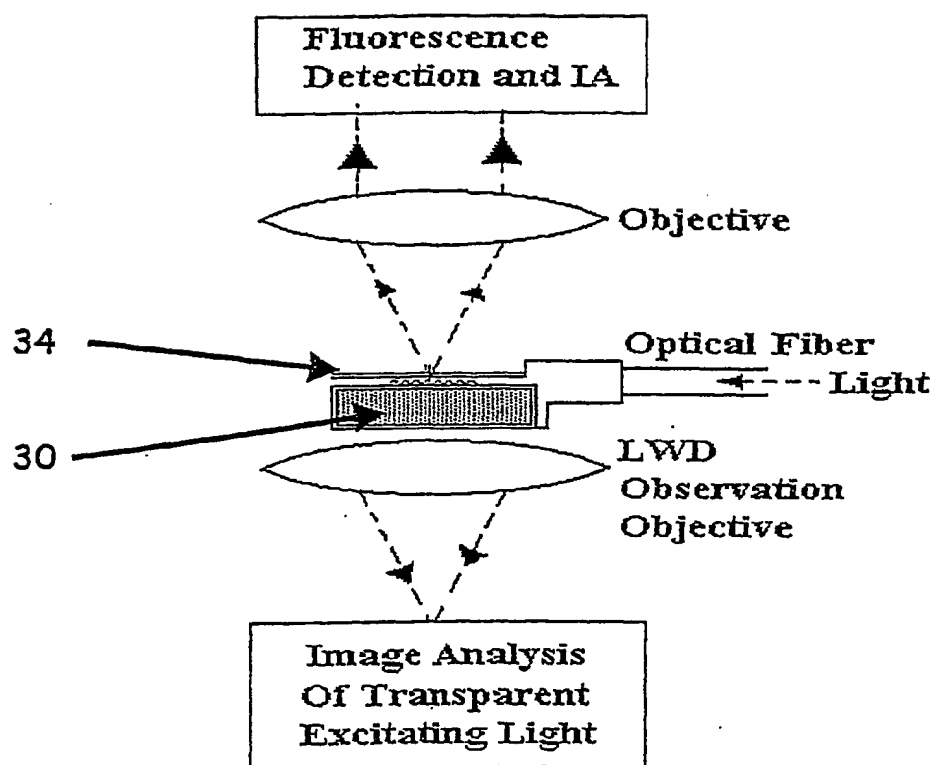 Fluorescence
Detection and IA
Objective
34
Optical Fiber
Light
30
LWD
Observation
Objective
Image Analysis
Of Transparent
Excitating Light